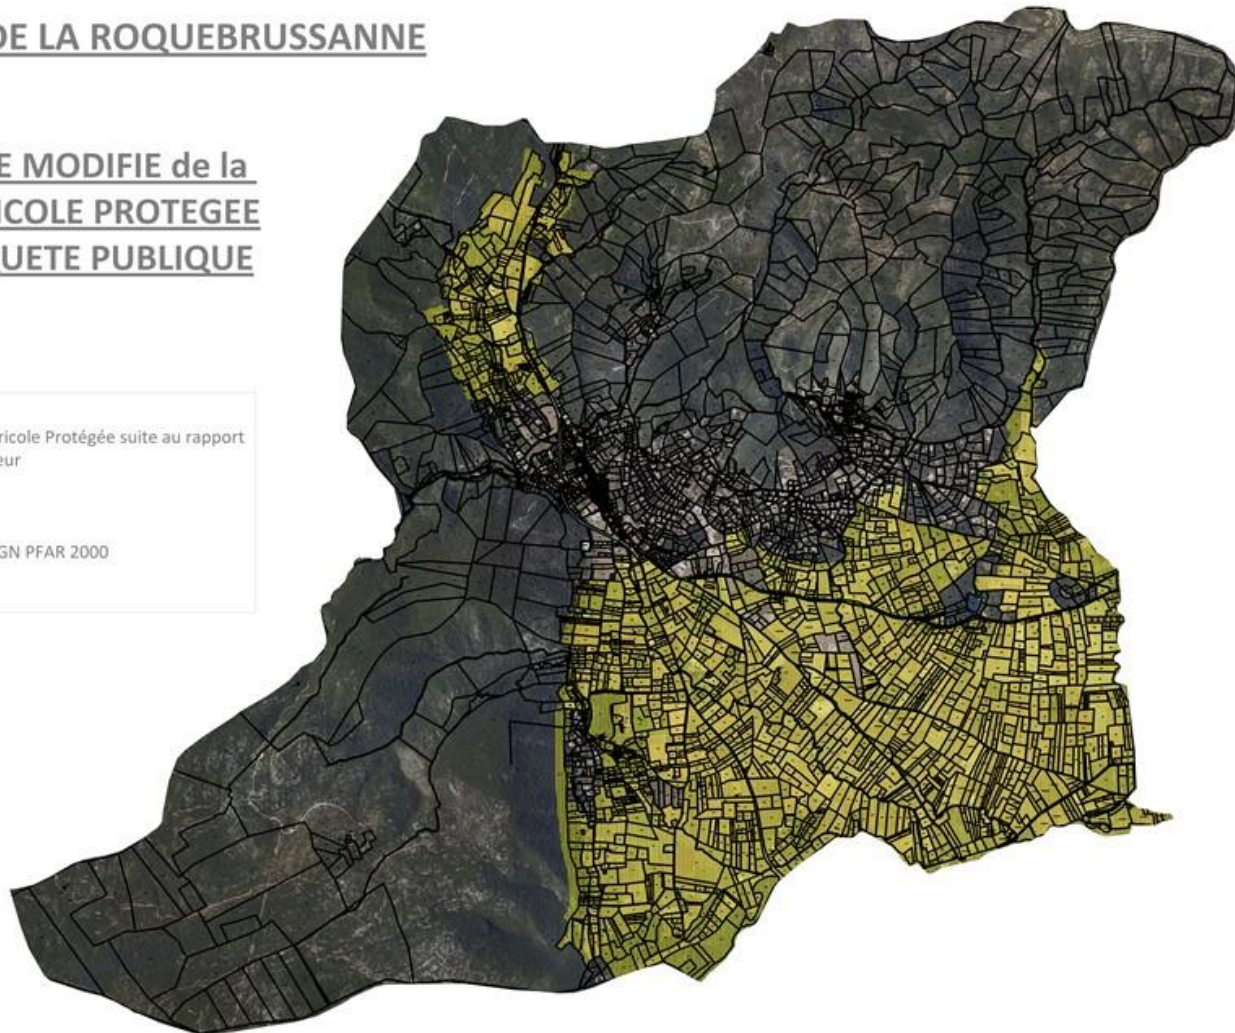 DE LA ROQUEBRUSSANNE
E MODIFIE de la
ICOLE PROTEGEE
UETE PUBLIQUE
ricole Protégée suite au rapport
eur
GN PFAR 2000